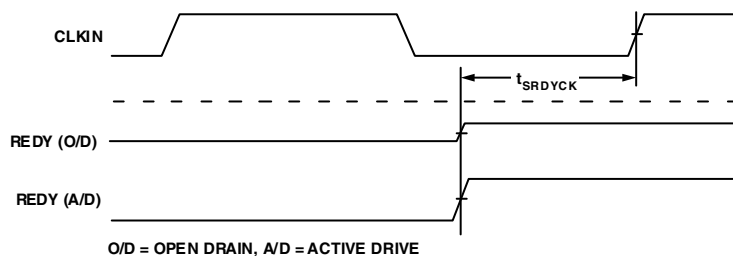 CLKIN
tSRDYCK
REDY (O/D)
REDY (A/D)
O/D = OPEN DRAIN, A/D = ACTIVE DRIVE